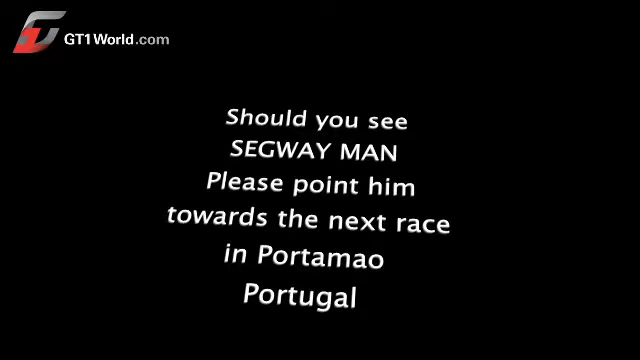 GT1World.com
Should you see
SEGWAY MAN
Please point him
towards the next race
in Portamao
Portugal